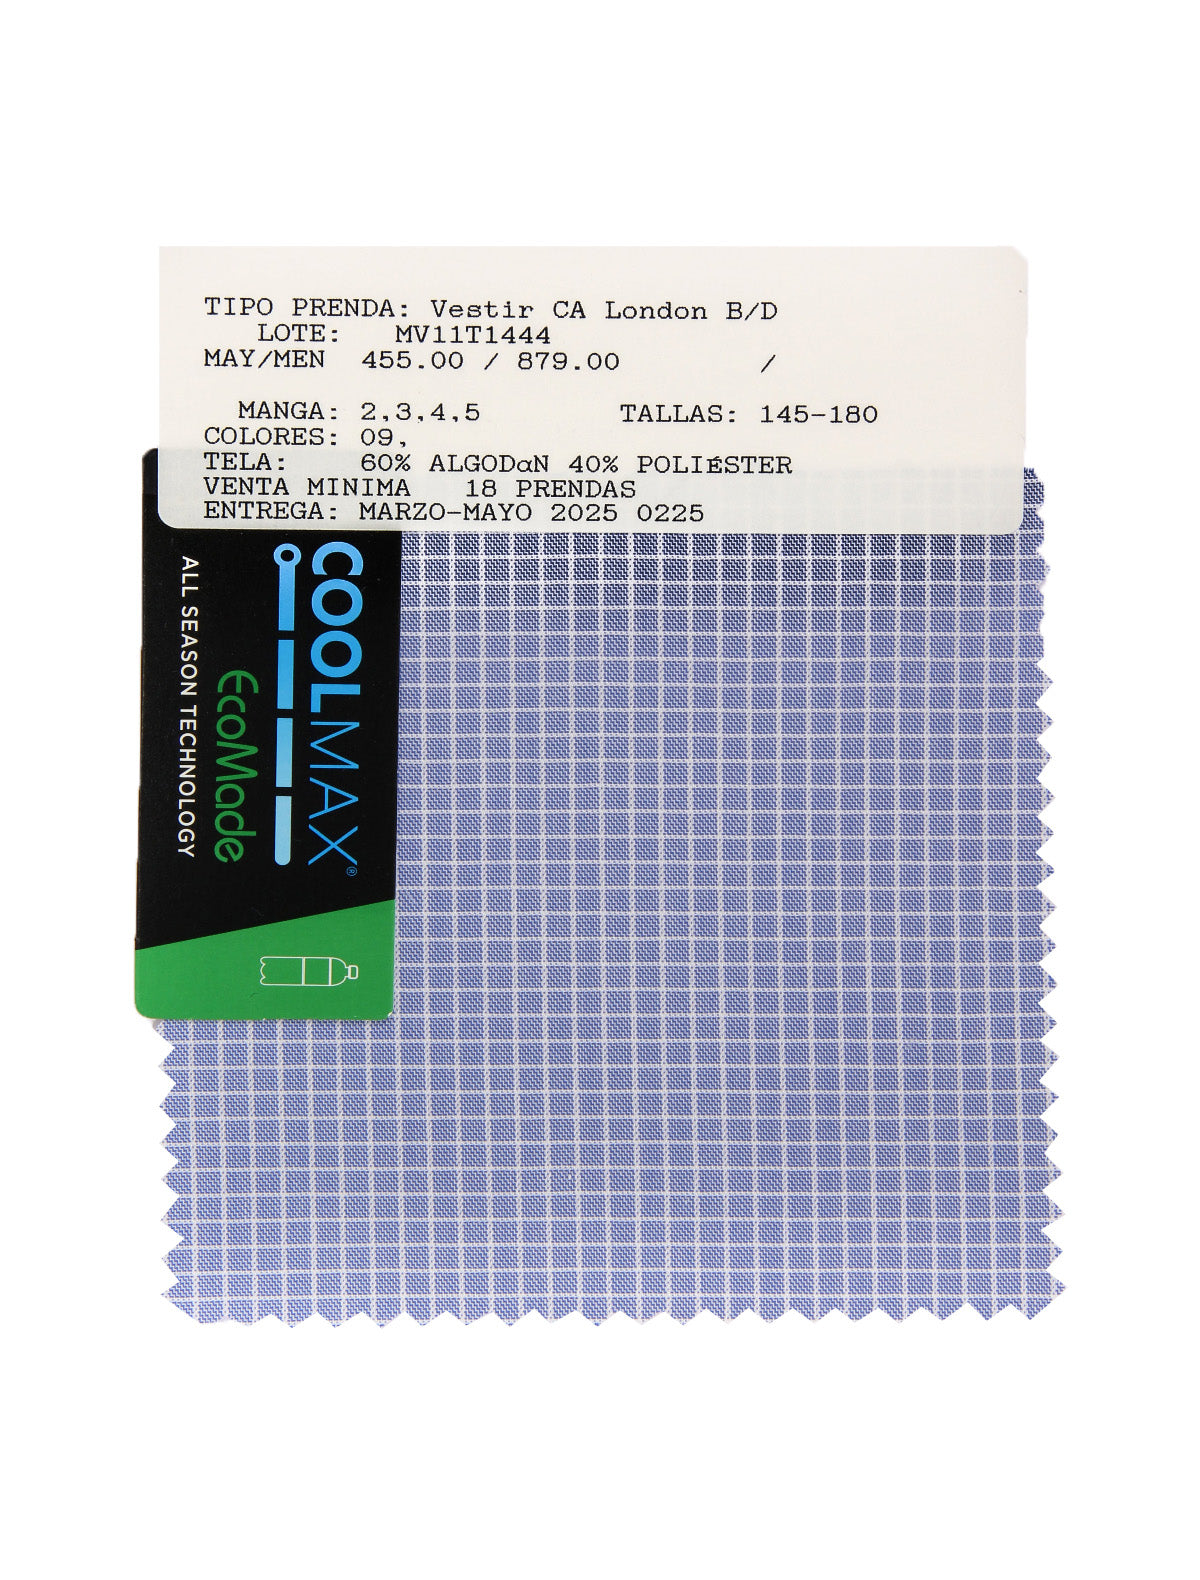 TIPO PRENDA: Vestir CA London B/D
LOTE: MV11T1444
MAY/MEN 455.00 / 879.00 /
MANGA: 2,3,4,5 TALLAS: 145-180
COLORES: 09,
TELA: 60% ALGODαN 40% POLIÉSTER
VENTA MINIMA 18 PRENDAS
ENTREGA: MARZO-MAYO 2025 0225
COOLMAX®
EcoMade
ALL SEASON TECHNOLOGY